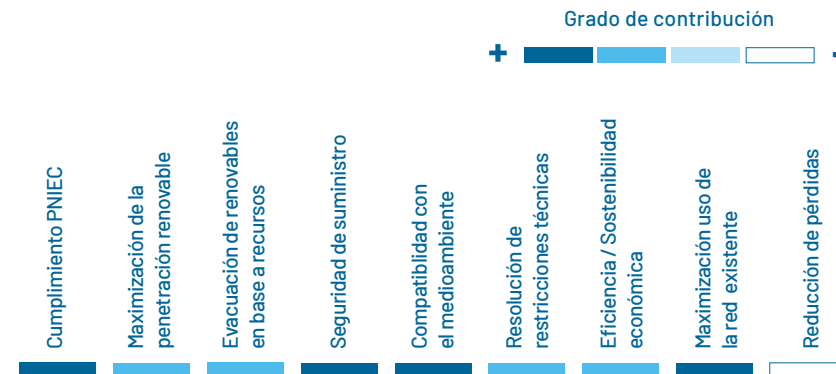 Grado de contribución
+
Cumplimiento PNIEC
Maximización de la
penetración renovable
Evacuación de renovables
en base a recursos
Seguridad de suministro
Compatiblidad con
el medioambiente
Resolución de
restricciones técnicas
Eficiencia / Sostenibilidad
económica
Maximización uso de
la red existente
Reducción de pérdidas